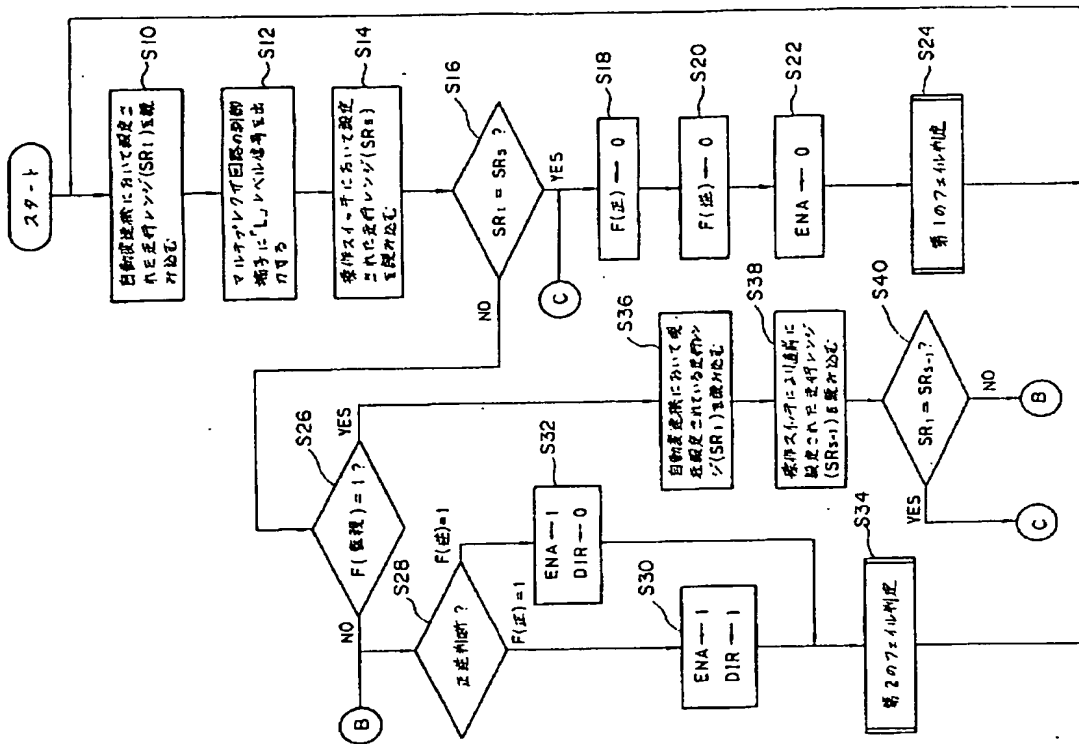 スタート
S10
自動変速機において設定さ
れた走行レンジ(SR1)を読
み込む
S12
マルチプレクサ回路の制御
端子に「L」レベル信号を出
力する
S14
操作スイッチにおいて設定
された走行レンジ(SRs)
を読み込む
S16
SR1 = SRs ?
YES
NO
C
S18
F(正) — 0
S20
F(逆) — 0
S22
ENA — 0
S24
第1のフェイル判定
S26
F(監視) = 1 ?
YES
NO
B
S28
正逆判断?
F(逆)=1
F(正)=1
S32
ENA — 1
DIR — 0
S30
ENA — 1
DIR — 1
S34
第2のフェイル判定
S36
自動変速機において現
在設定されている走行レン
ジ(SR1)を読み込む
S38
操作スイッチにより直前に
設定された走行レンジ
(SRs-1)を読み込む
S40
SR1 = SRs-1?
YES
NO
C
B